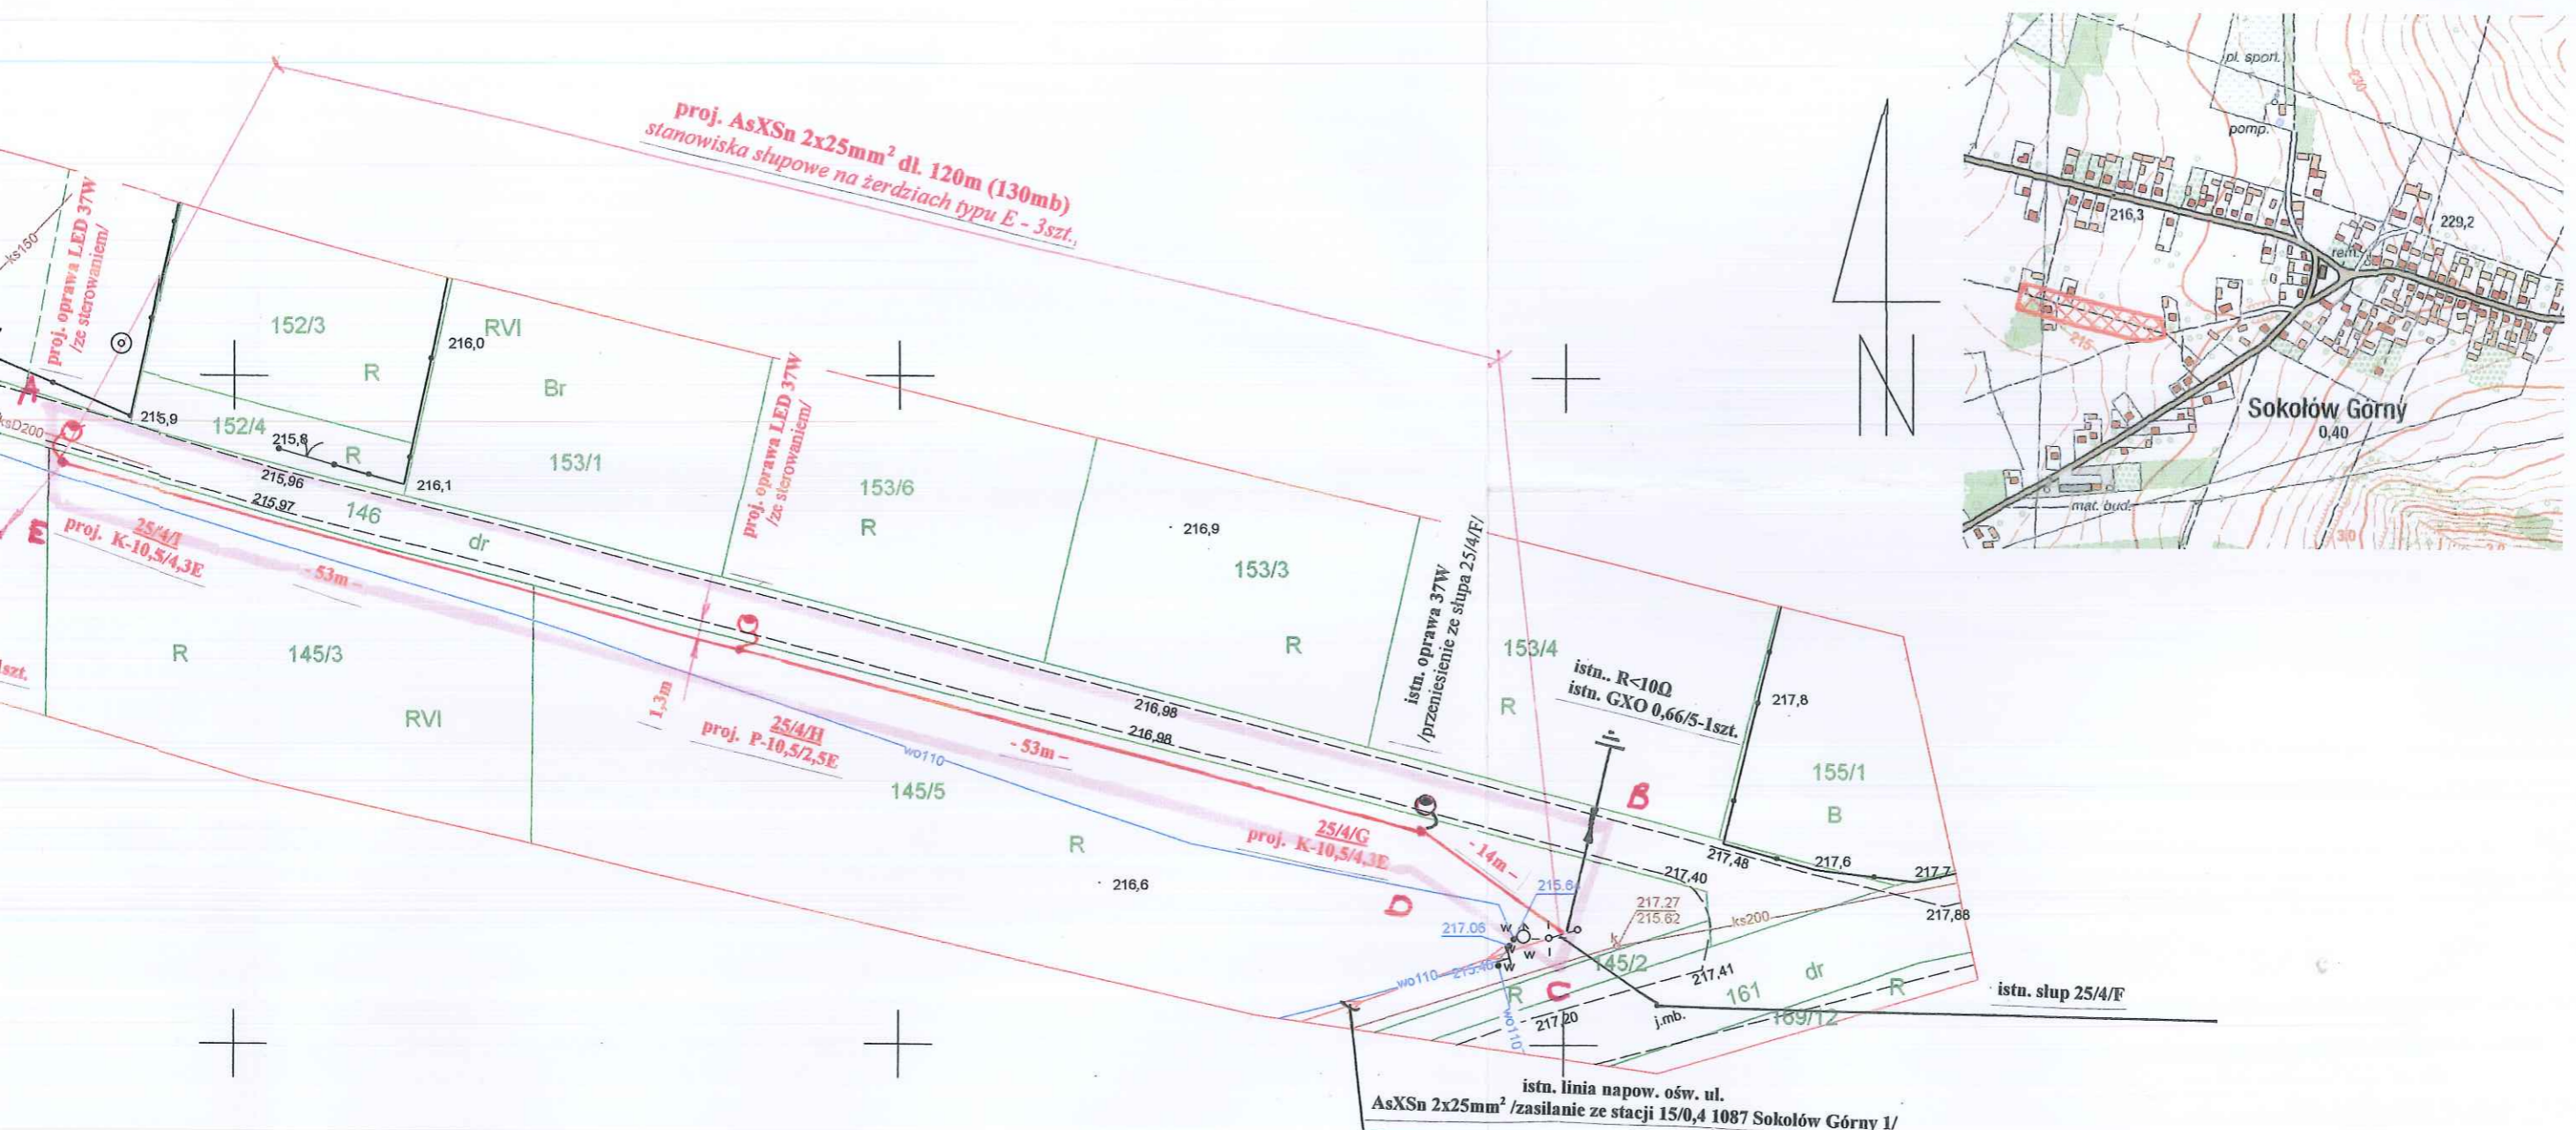 proj. AsXSn 2x25mm² dł. 120m (130mb)
stanowiska słupowe na żerdziach typu E - 3szt.
ks150
proj. oprawa LED 37W
/ze sterowaniem/
152/3
R
RVI
216,0
Br
152/4
R
215,9
215,8
216,1
153/1
A
ksD200
215,96
215,97
146
dr
E
25/4/I
proj. K-10,5/4,3E
- 53m -
R
145/3
RVI
szt.
proj. oprawa LED 37W
/ze sterowaniem/
153/6
R
216,9
153/3
R
1,3m
25/4/H
proj. P-10,5/2,5E
wo110
- 53m –
216,98
216,98
145/5
R
216,6
istn. oprawa 37W
/przeniesienie ze słupa 25/4/F/
153/4
R
istn.. R<10Ω
istn. GXO 0,66/5-1szt.
217,8
155/1
B
B
25/4/G
proj. K-10,5/4,3E
- 14m –
217,48
217,6
217,7
217,40
217,88
D
217.27
215.62
k
ks200
217.06
w
w
w
w
145/2
wo110
R
C
217,41
161
dr
R
169/12
217,20
j.mb.
wo110
istn. słup 25/4/F
istn. linia napow. ośw. ul.
AsXSn 2x25mm² /zasilanie ze stacji 15/0,4 1087 Sokołów Górny 1/
N
pl. sport.
230
pomp.
216,3
229,2
rem.
215
Sokołów Górny
0,40
mat. bud.